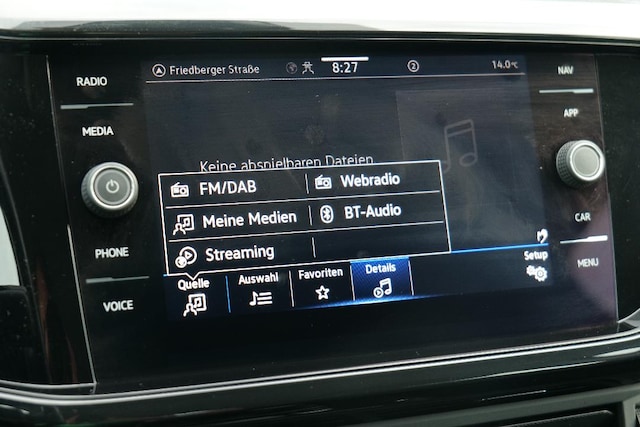 RADIO
MEDIA
PHONE
VOICE
Friedberger Straße 8:27 2 14.0°C
Keine abspielbaren Dateien
FM/DAB Webradio
Meine Medien BT-Audio
Streaming
Quelle Auswahl Favoriten Details Setup
NAV
APP
CAR
MENU